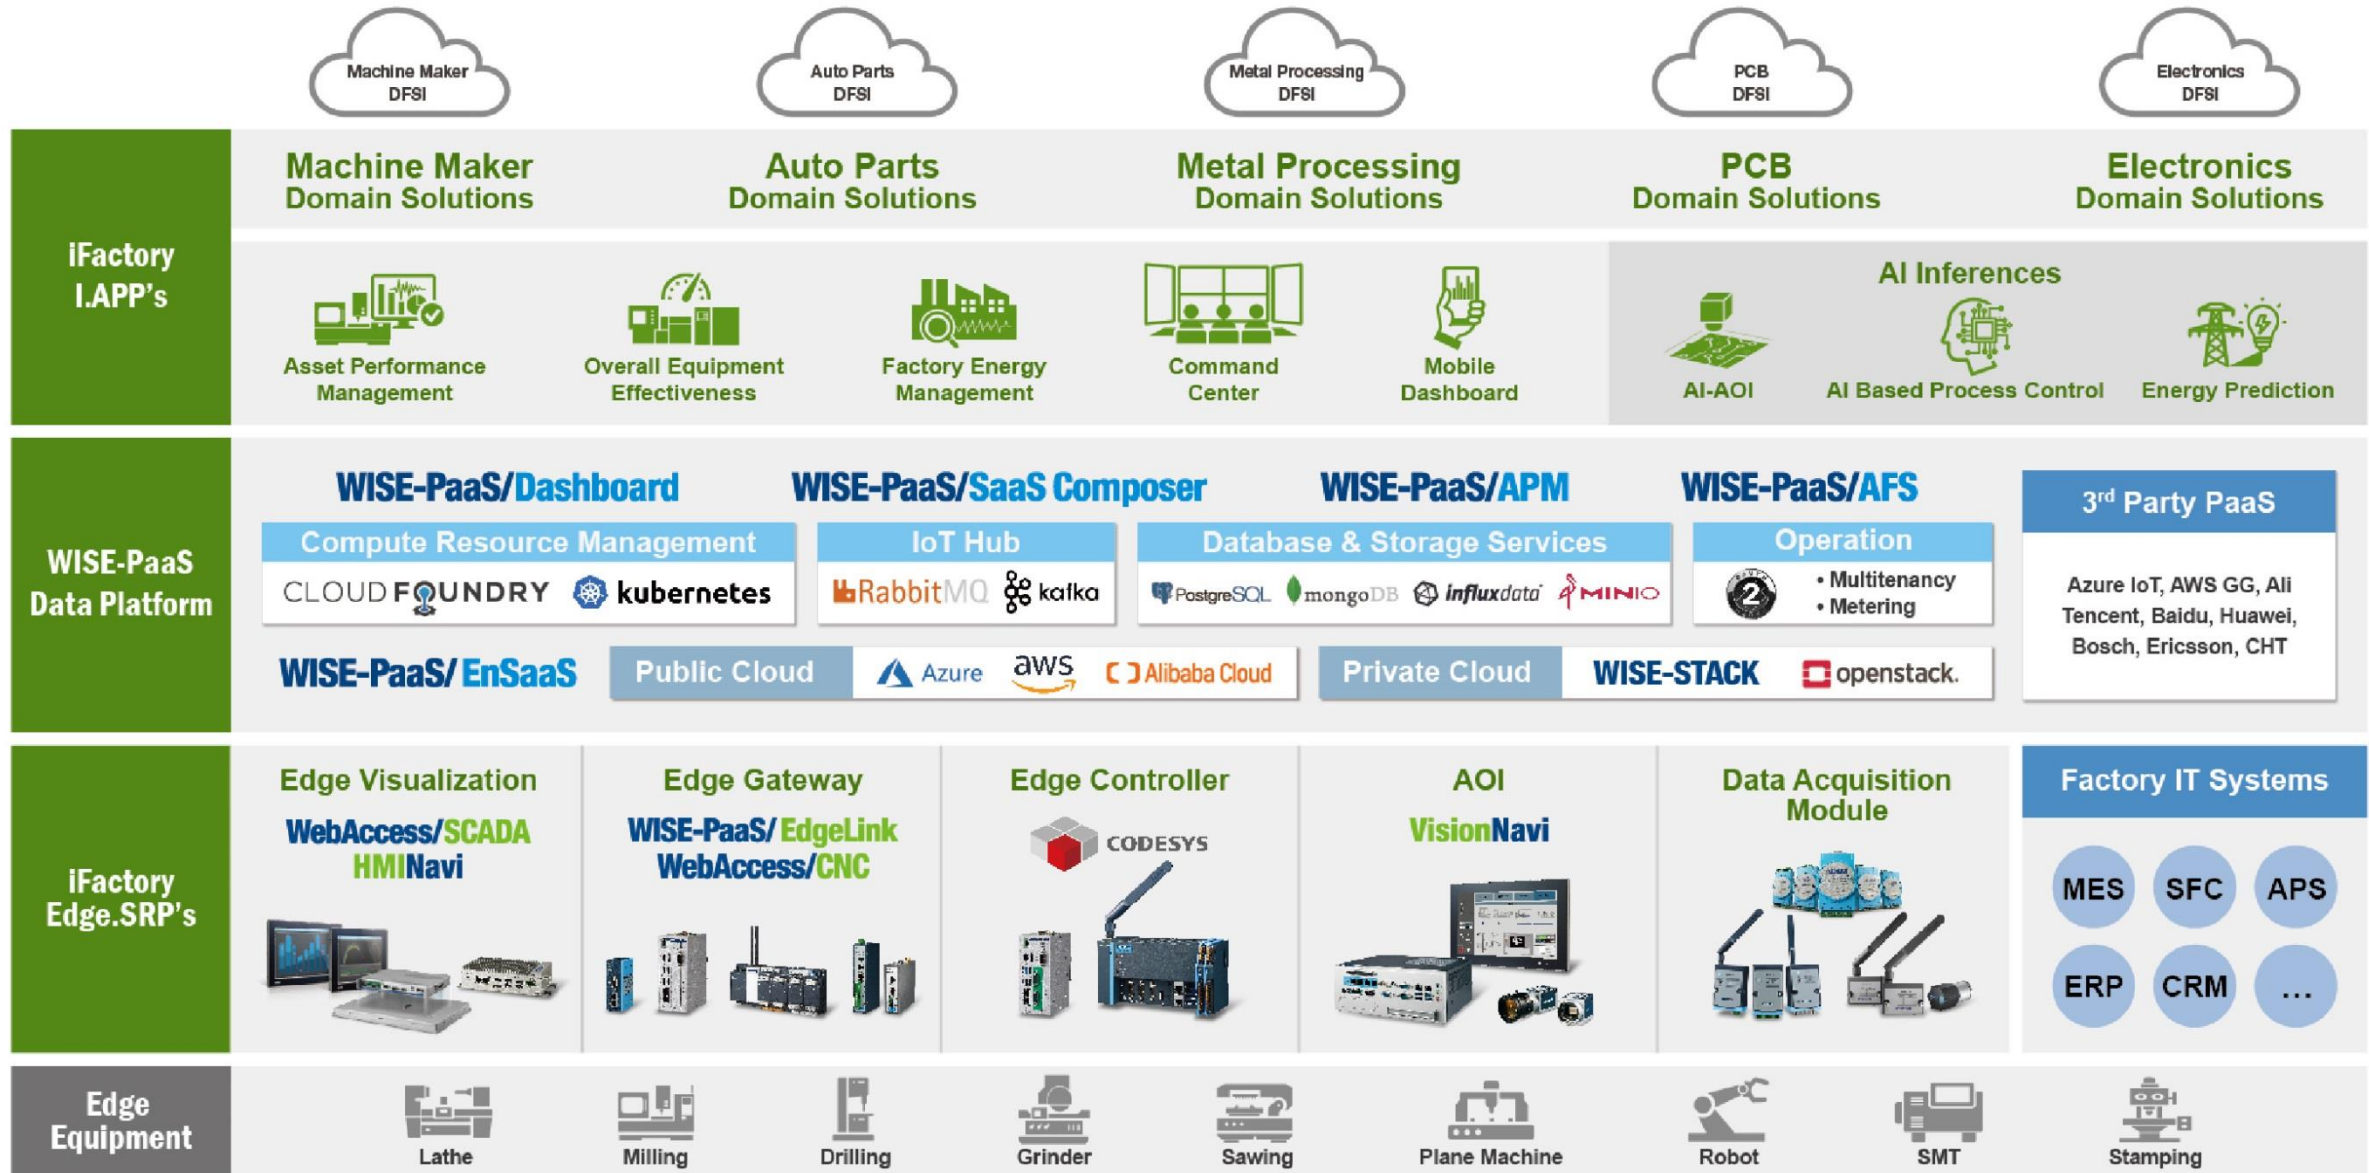 Machine Maker
DFSI
Auto Parts
DFSI
Metal Processing
DFSI
PCB
DFSI
Electronics
DFSI
iFactory
I.APP's
Machine Maker
Domain Solutions
Auto Parts
Domain Solutions
Metal Processing
Domain Solutions
PCB
Domain Solutions
Electronics
Domain Solutions
Asset Performance
Management
Overall Equipment
Effectiveness
Factory Energy
Management
Command
Center
Mobile
Dashboard
AI Inferences
AI-AOI
AI Based Process Control
Energy Prediction
WISE-PaaS
Data Platform
WISE-PaaS/Dashboard
WISE-PaaS/SaaS Composer
WISE-PaaS/APM
WISE-PaaS/AFS
Compute Resource Management
CLOUD FOUNDRY
kubernetes
IoT Hub
RabbitMQ
kafka
Database & Storage Services
PostgreSQL
mongoDB
influxdata
MINIO
Operation
2
• Multitenancy
• Metering
3rd Party PaaS
Azure IoT, AWS GG, Ali
Tencent, Baidu, Huawei,
Bosch, Ericsson, CHT
WISE-PaaS/EnSaaS
Public Cloud
Azure
aws
Alibaba Cloud
Private Cloud
WISE-STACK
openstack.
iFactory
Edge.SRP's
Edge Visualization
WebAccess/SCADA
HMINavi
Edge Gateway
WISE-PaaS/EdgeLink
WebAccess/CNC
Edge Controller
CODESYS
AOI
VisionNavi
Data Acquisition
Module
Factory IT Systems
MES
SFC
APS
ERP
CRM
...
Edge
Equipment
Lathe
Milling
Drilling
Grinder
Sawing
Plane Machine
Robot
SMT
Stamping